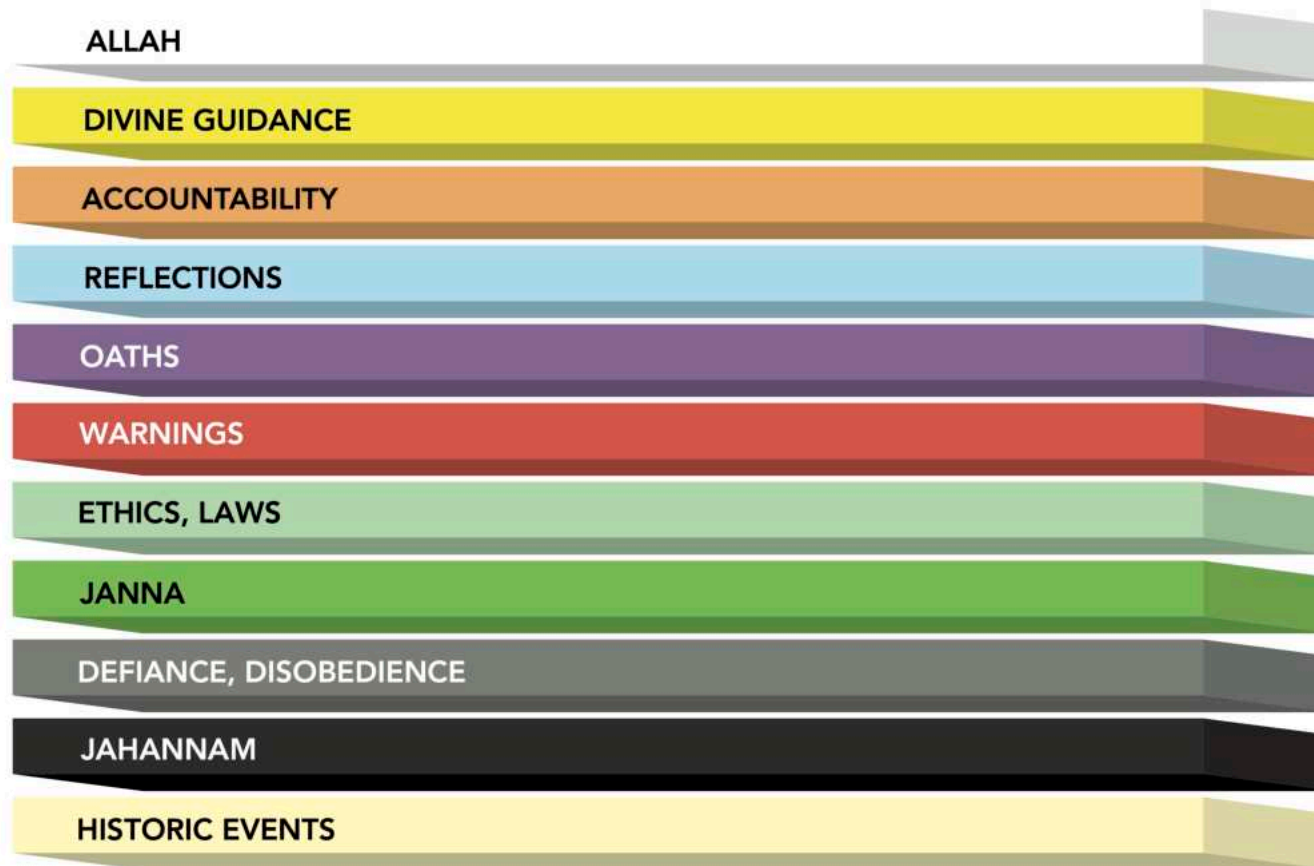 ALLAH
DIVINE GUIDANCE
ACCOUNTABILITY
REFLECTIONS
OATHS
WARNINGS
ETHICS, LAWS
JANNA
DEFIANCE, DISOBEDIENCE
JAHANNAM
HISTORIC EVENTS